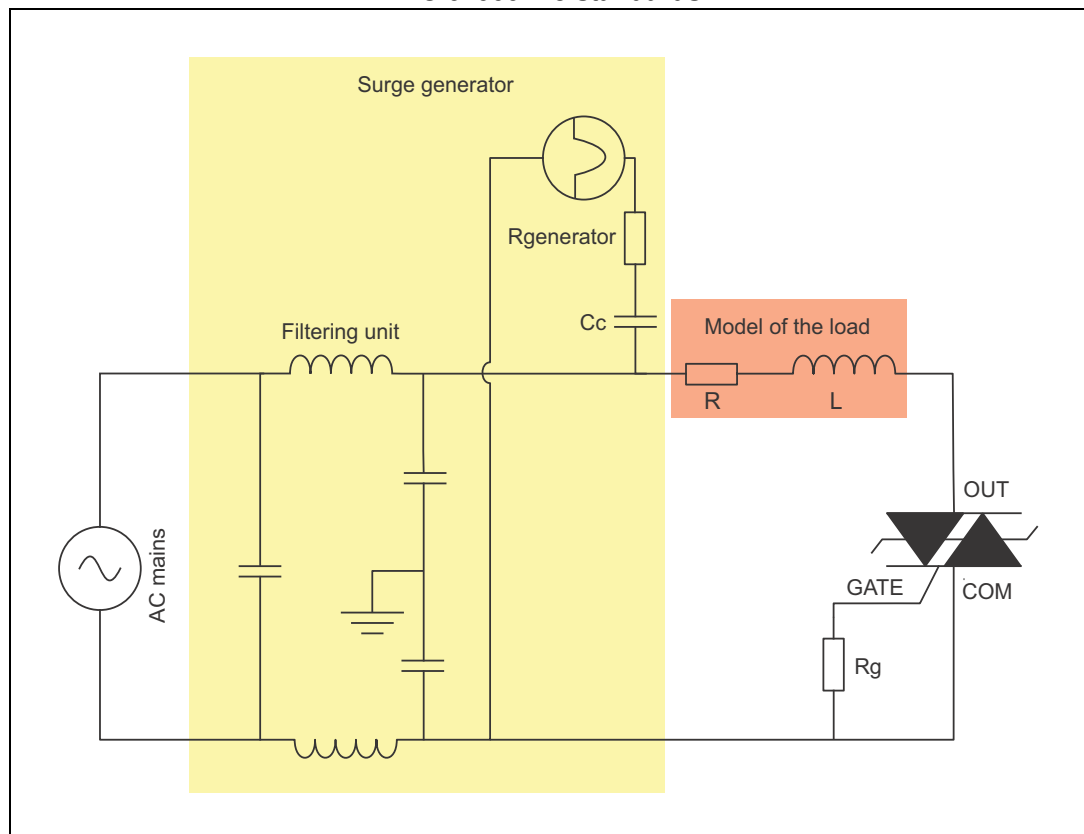 Surge generator
Rgenerator
Cc
Model of the load
Filtering unit
R
L
OUT
AC mains
GATE
COM
Rg